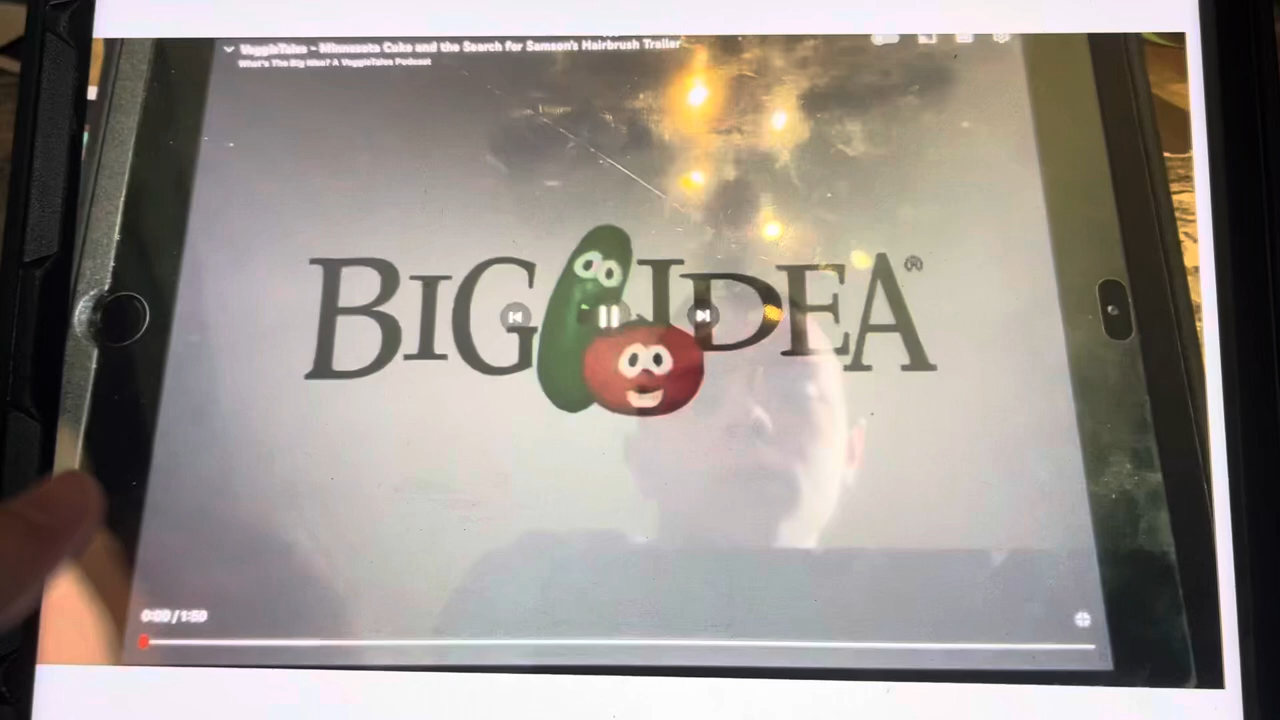 VeggieTales - Minnesota Cuke and the Search for Samson's Hairbrush Trailer
What's The Big Idea? A VeggieTales Podcast
BIG IDEA®
0:00 / 1:50